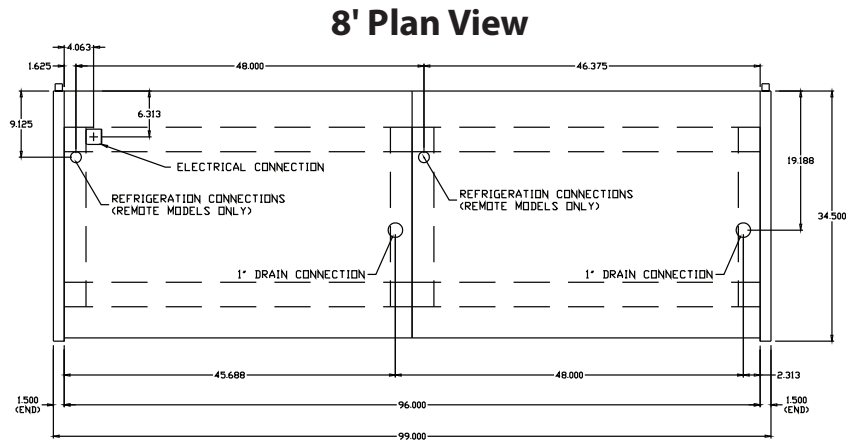 8' Plan View
4.063
1.625
48.000
46.375
9.125
6.313
19.188
34.500
ELECTRICAL CONNECTION
REFRIGERATION CONNECTIONS
(REMOTE MODELS ONLY)
REFRIGERATION CONNECTIONS
(REMOTE MODELS ONLY)
1" DRAIN CONNECTION
1" DRAIN CONNECTION
45.688
48.000
2.313
1.500
(END)
96.000
1.500
(END)
99.000